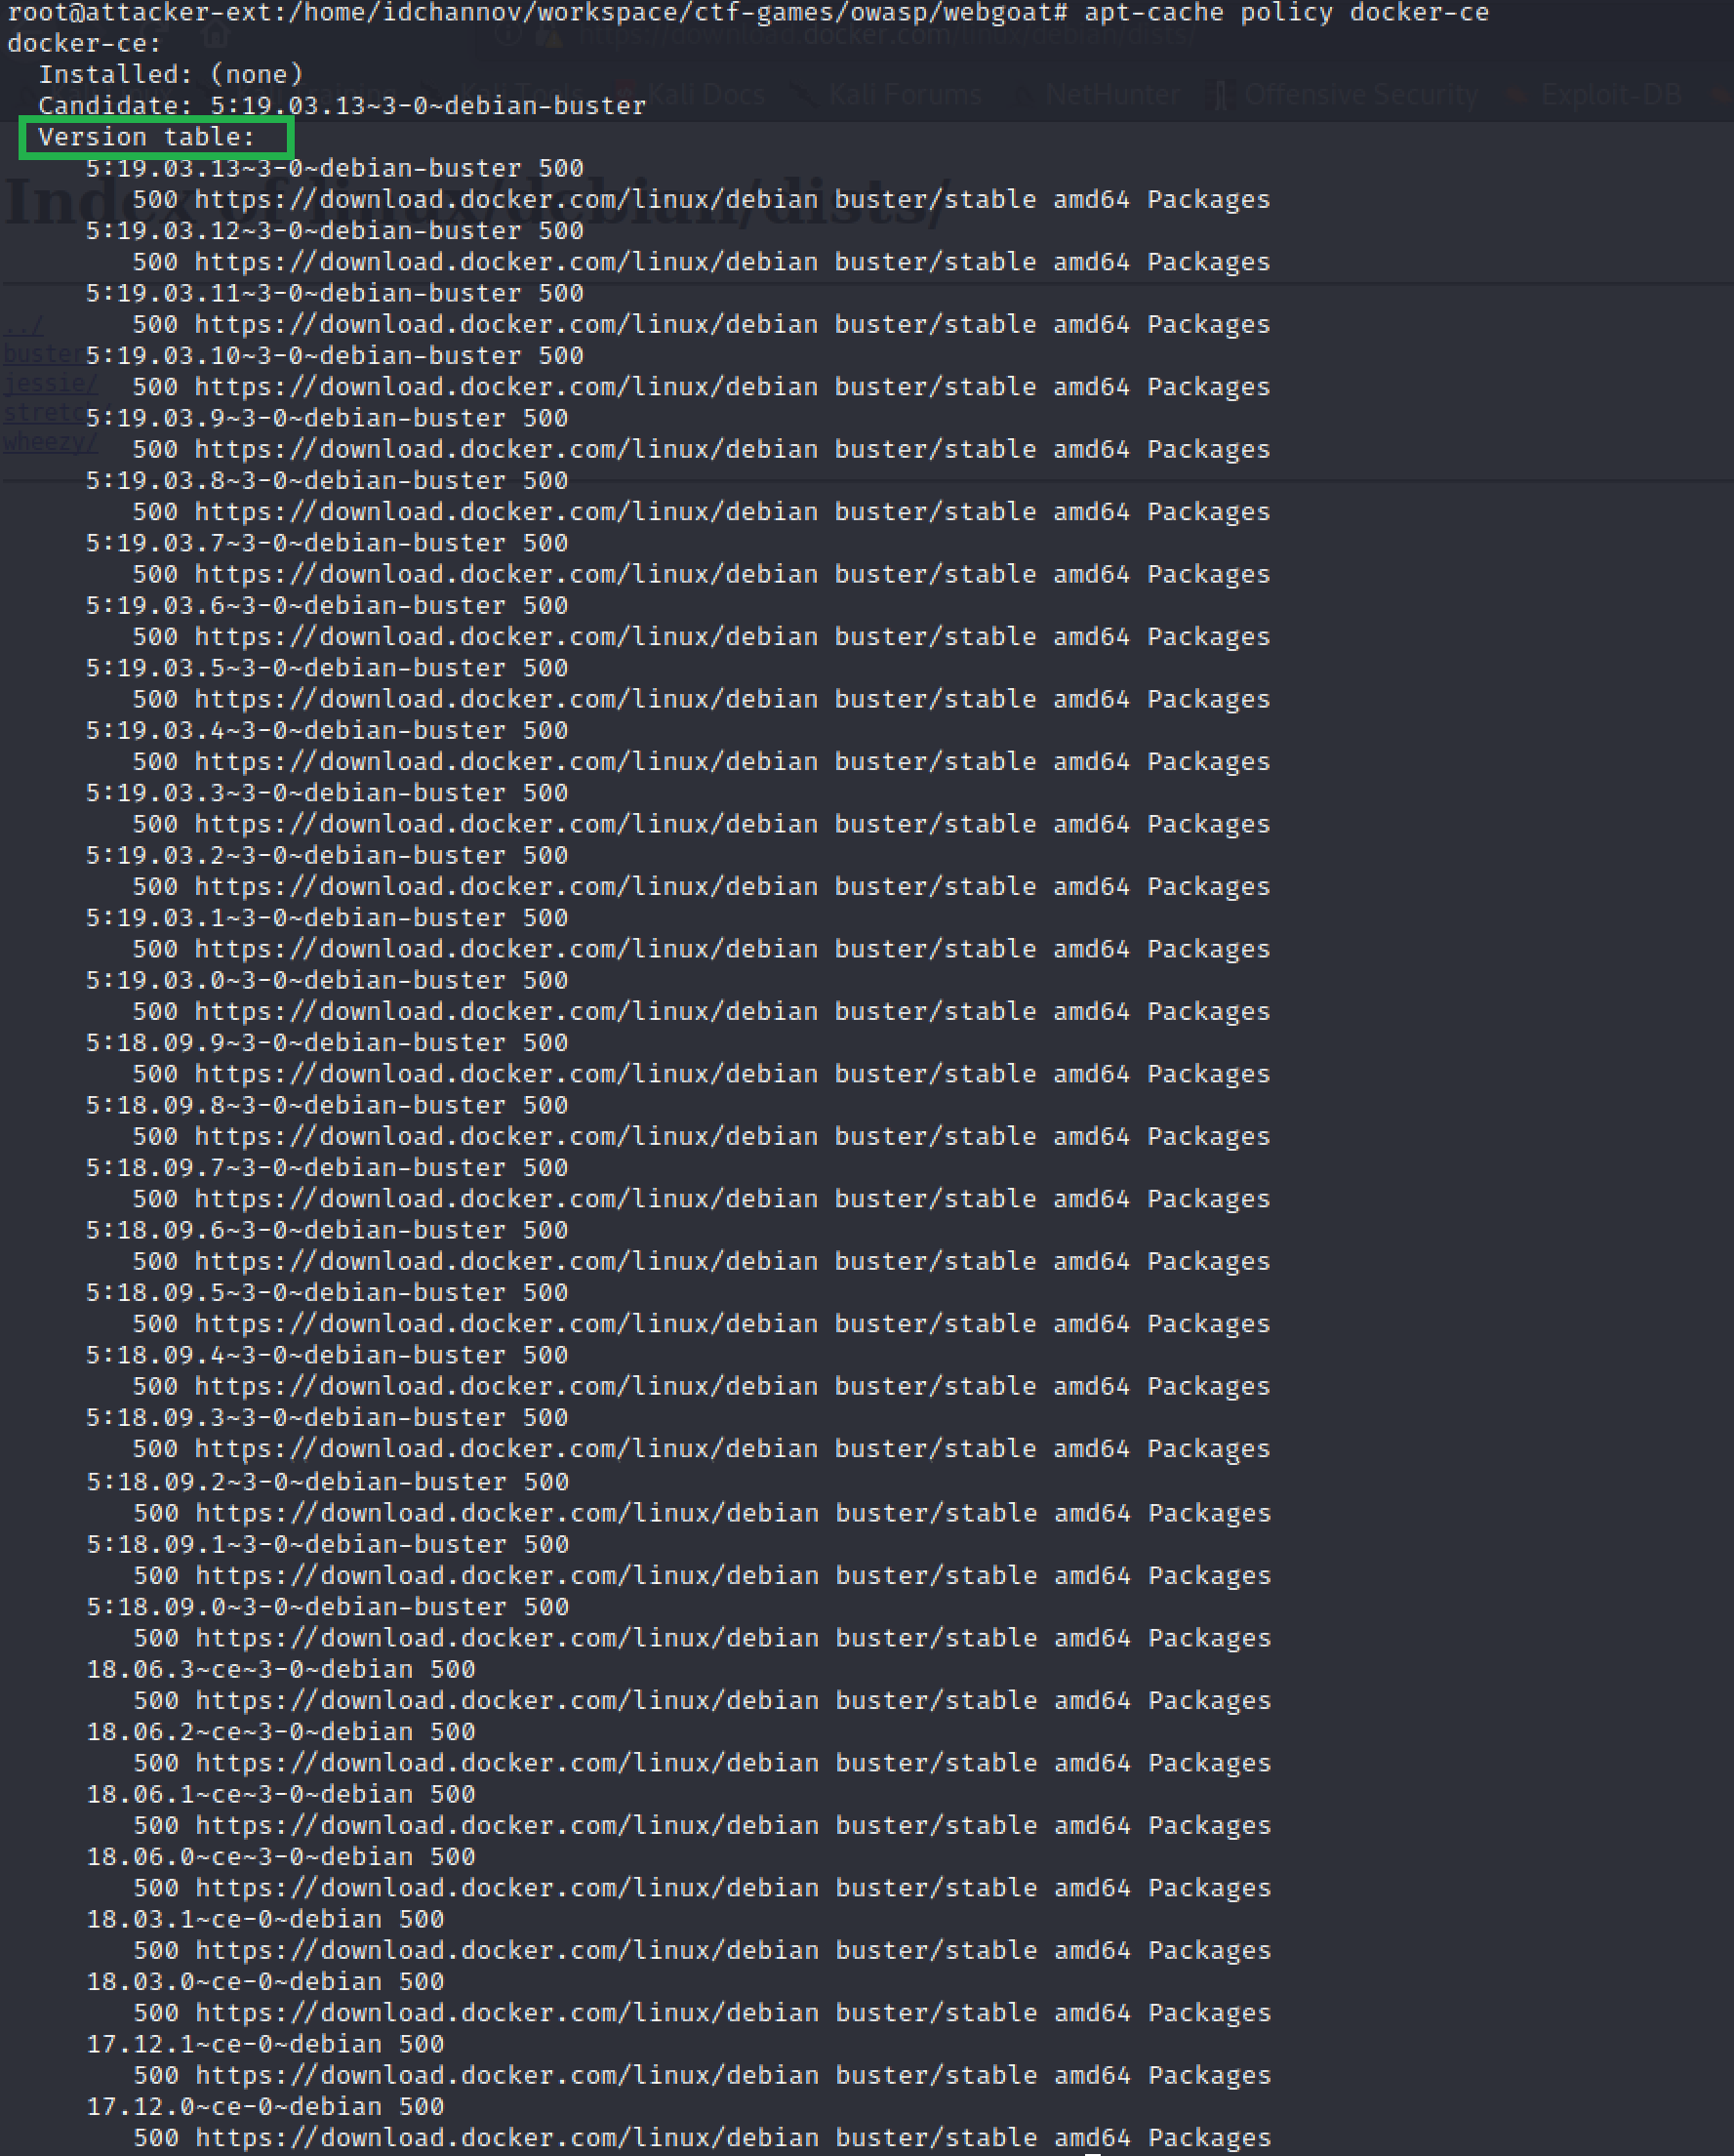 root@attacker-ext:/home/idchannov/workspace/ctf-games/owasp/webgoat# apt-cache policy docker-ce
https://download.docker.com/linux/debian/dists/
docker-ce:
  Installed: (none)
Kali Linux Kali Training Kali Tools Kali Docs Kali Forums NetHunter Offensive Security Exploit-DB
  Candidate: 5:19.03.13~3-0~debian-buster
  Version table:
     5:19.03.13~3-0~debian-buster 500
Index of linux/debian/dists/
        500 https://download.docker.com/linux/debian buster/stable amd64 Packages
     5:19.03.12~3-0~debian-buster 500
        500 https://download.docker.com/linux/debian buster/stable amd64 Packages
     5:19.03.11~3-0~debian-buster 500
        500 https://download.docker.com/linux/debian buster/stable amd64 Packages
../
     5:19.03.10~3-0~debian-buster 500
buster
        500 https://download.docker.com/linux/debian buster/stable amd64 Packages
jessie/
     5:19.03.9~3-0~debian-buster 500
stretch
        500 https://download.docker.com/linux/debian buster/stable amd64 Packages
wheezy/
     5:19.03.8~3-0~debian-buster 500
        500 https://download.docker.com/linux/debian buster/stable amd64 Packages
     5:19.03.7~3-0~debian-buster 500
        500 https://download.docker.com/linux/debian buster/stable amd64 Packages
     5:19.03.6~3-0~debian-buster 500
        500 https://download.docker.com/linux/debian buster/stable amd64 Packages
     5:19.03.5~3-0~debian-buster 500
        500 https://download.docker.com/linux/debian buster/stable amd64 Packages
     5:19.03.4~3-0~debian-buster 500
        500 https://download.docker.com/linux/debian buster/stable amd64 Packages
     5:19.03.3~3-0~debian-buster 500
        500 https://download.docker.com/linux/debian buster/stable amd64 Packages
     5:19.03.2~3-0~debian-buster 500
        500 https://download.docker.com/linux/debian buster/stable amd64 Packages
     5:19.03.1~3-0~debian-buster 500
        500 https://download.docker.com/linux/debian buster/stable amd64 Packages
     5:19.03.0~3-0~debian-buster 500
        500 https://download.docker.com/linux/debian buster/stable amd64 Packages
     5:18.09.9~3-0~debian-buster 500
        500 https://download.docker.com/linux/debian buster/stable amd64 Packages
     5:18.09.8~3-0~debian-buster 500
        500 https://download.docker.com/linux/debian buster/stable amd64 Packages
     5:18.09.7~3-0~debian-buster 500
        500 https://download.docker.com/linux/debian buster/stable amd64 Packages
     5:18.09.6~3-0~debian-buster 500
        500 https://download.docker.com/linux/debian buster/stable amd64 Packages
     5:18.09.5~3-0~debian-buster 500
        500 https://download.docker.com/linux/debian buster/stable amd64 Packages
     5:18.09.4~3-0~debian-buster 500
        500 https://download.docker.com/linux/debian buster/stable amd64 Packages
     5:18.09.3~3-0~debian-buster 500
        500 https://download.docker.com/linux/debian buster/stable amd64 Packages
     5:18.09.2~3-0~debian-buster 500
        500 https://download.docker.com/linux/debian buster/stable amd64 Packages
     5:18.09.1~3-0~debian-buster 500
        500 https://download.docker.com/linux/debian buster/stable amd64 Packages
     5:18.09.0~3-0~debian-buster 500
        500 https://download.docker.com/linux/debian buster/stable amd64 Packages
     18.06.3~ce~3-0~debian 500
        500 https://download.docker.com/linux/debian buster/stable amd64 Packages
     18.06.2~ce~3-0~debian 500
        500 https://download.docker.com/linux/debian buster/stable amd64 Packages
     18.06.1~ce~3-0~debian 500
        500 https://download.docker.com/linux/debian buster/stable amd64 Packages
     18.06.0~ce~3-0~debian 500
        500 https://download.docker.com/linux/debian buster/stable amd64 Packages
     18.03.1~ce-0~debian 500
        500 https://download.docker.com/linux/debian buster/stable amd64 Packages
     18.03.0~ce-0~debian 500
        500 https://download.docker.com/linux/debian buster/stable amd64 Packages
     17.12.1~ce-0~debian 500
        500 https://download.docker.com/linux/debian buster/stable amd64 Packages
     17.12.0~ce-0~debian 500
        500 https://download.docker.com/linux/debian buster/stable amd64 Packages